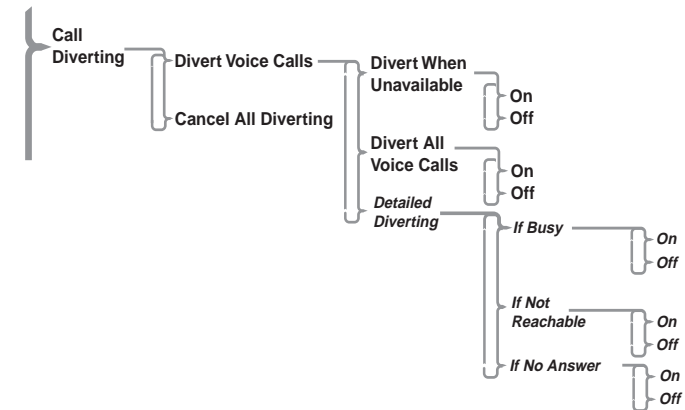 Call
Diverting
Divert Voice Calls
Cancel All Diverting
Divert When
Unavailable
On
Off
Divert All
Voice Calls
On
Off
Detailed
Diverting
If Busy
On
Off
If Not
Reachable
On
Off
If No Answer
On
Off